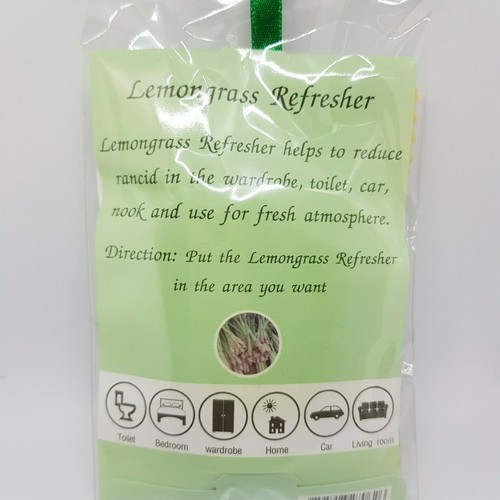 Lemongrass Refresher
Lemongrass Refresher helps to reduce
rancid in the wardrobe, toilet, car,
nook and use for fresh atmosphere.
Direction: Put the Lemongrass Refresher
in the area you want
Toilet Bedroom wardrobe Home Car Living room